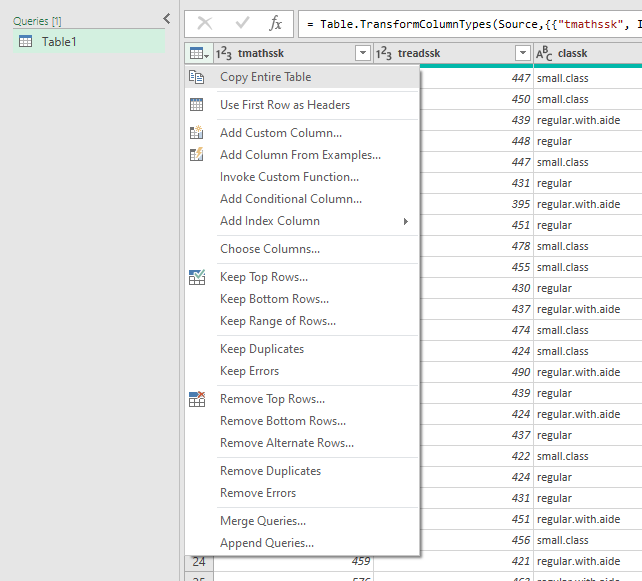 Queries [1]
Table1
fx
= Table.TransformColumnTypes(Source,{{"tmathssk", I
1²3 tmathssk
1²3 treadssk
ABC classk
Copy Entire Table
Use First Row as Headers
Add Custom Column...
Add Column From Examples...
Invoke Custom Function...
Add Conditional Column...
Add Index Column
Choose Columns...
Keep Top Rows...
Keep Bottom Rows...
Keep Range of Rows...
Keep Duplicates
Keep Errors
Remove Top Rows...
Remove Bottom Rows...
Remove Alternate Rows...
Remove Duplicates
Remove Errors
Merge Queries...
Append Queries...
447 small.class
450 small.class
439 regular.with.aide
448 regular
447 small.class
431 regular
395 regular.with.aide
451 regular
478 small.class
455 small.class
430 regular
437 regular.with.aide
474 small.class
424 small.class
490 regular.with.aide
439 regular
424 regular.with.aide
437 regular
422 small.class
424 regular
431 regular
451 regular.with.aide
456 small.class
24 459 421 regular.with.aide